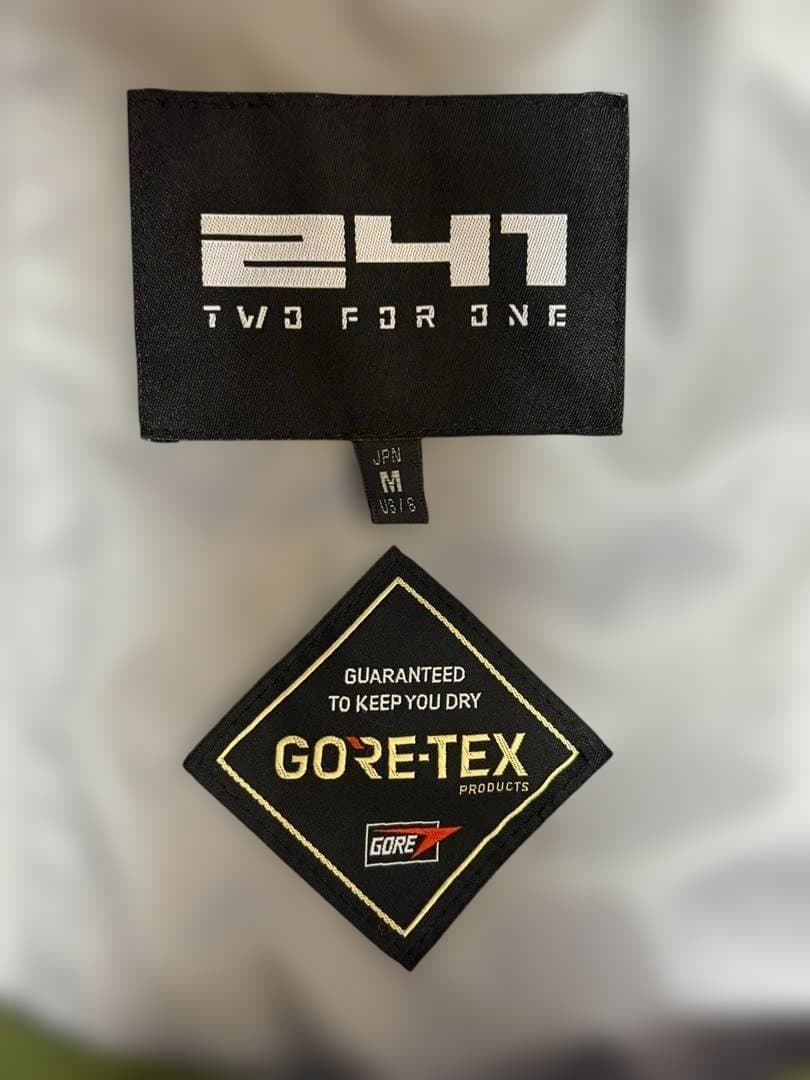 241
TWO FOR ONE
JPN
M
US/S
GUARANTEED
TO KEEP YOU DRY
GORE-TEX
PRODUCTS
GORE